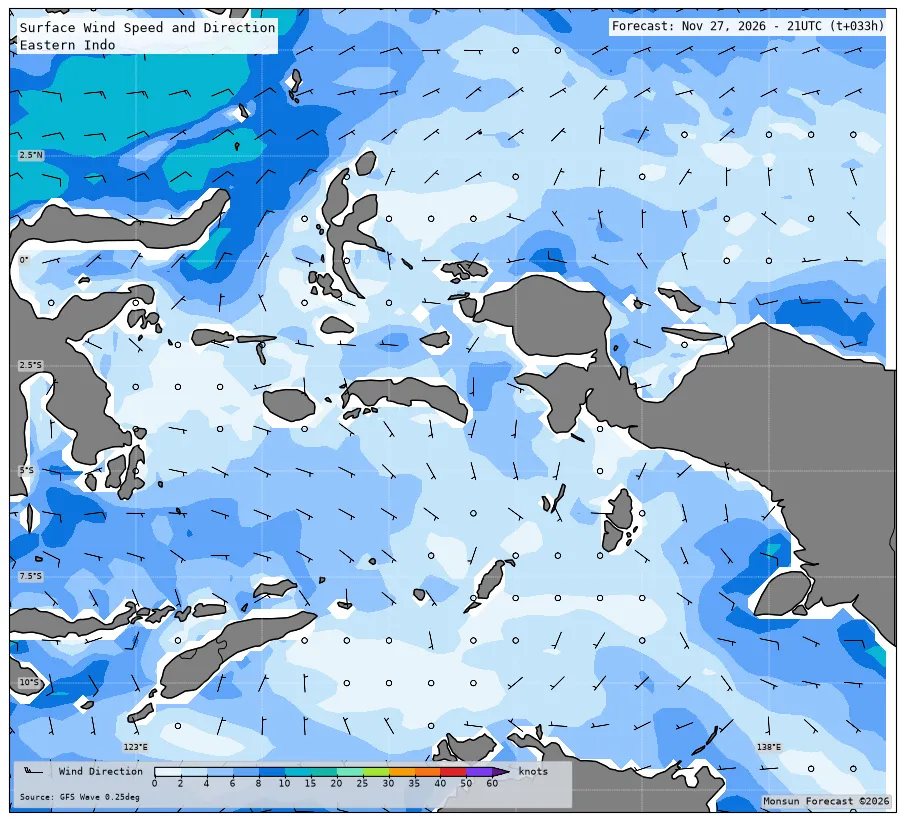 Surface Wind Speed and Direction
Eastern Indo
Forecast: Nov 27, 2026 - 21UTC (t+033h)
2.5°N
0°
2.5°S
5°S
7.5°S
10°S
123°E
138°E
Wind Direction
knots
0 2 4 6 8 10 15 20 25 30 35 40 50 60
Source: GFS Wave 0.25deg
Monsun Forecast ©2026